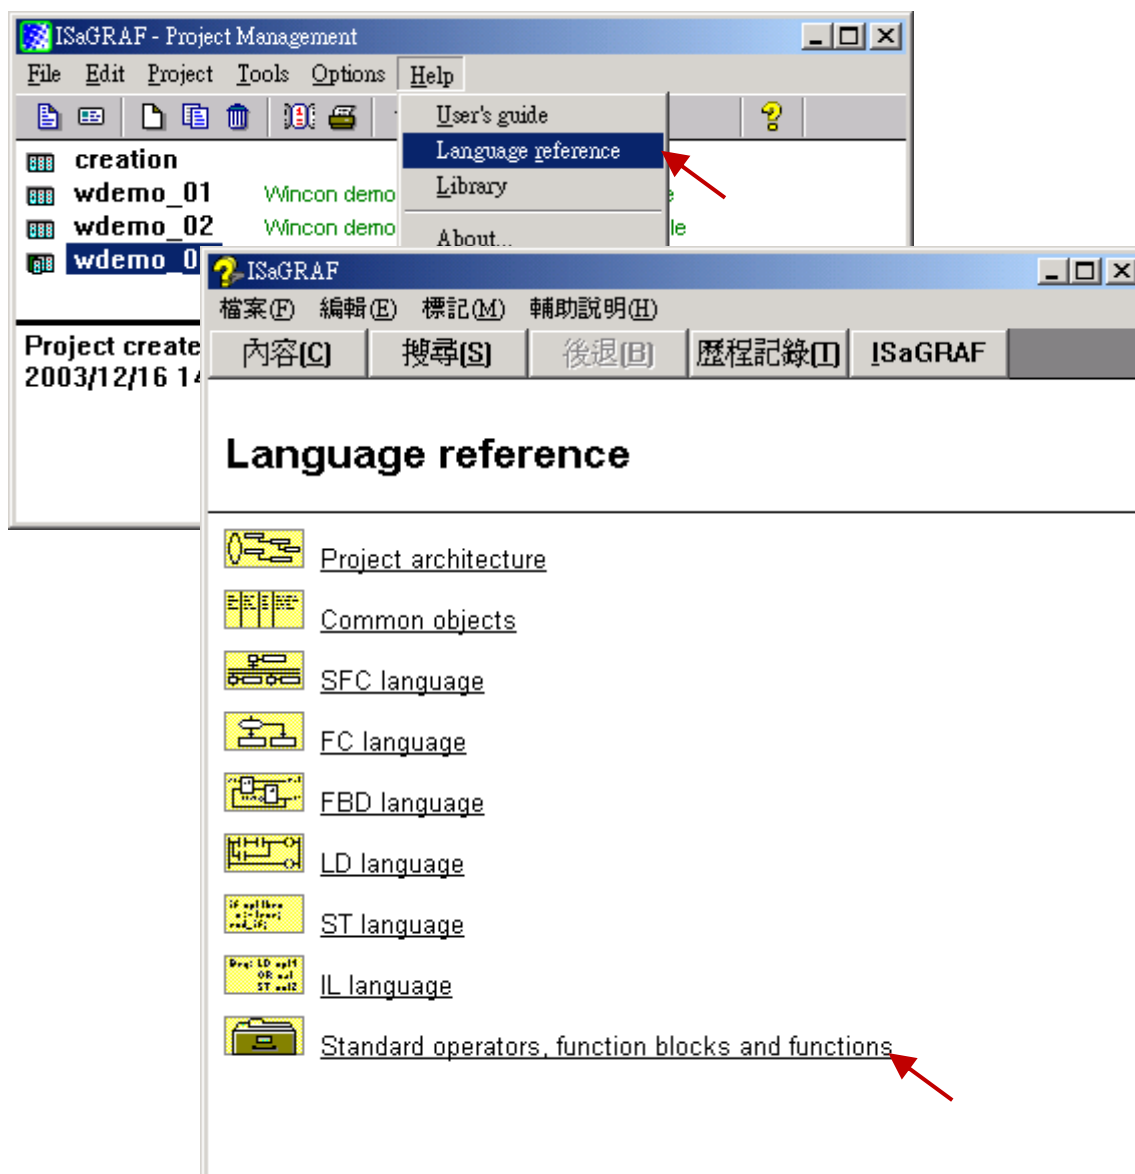 ISaGRAF - Project Management
File Edit Project Tools Options Help
User's guide
Language reference
Library
About...
creation
wdemo_01 Wincon demo
wdemo_02 Wincon demo le
wdemo_0
Project create
2003/12/16 14
ISaGRAF
檔案(F) 編輯(E) 標記(M) 輔助說明(H)
內容(C) 搜尋(S) 後退(B) 歷程記錄(T) ISaGRAF
Language reference
Project architecture
Common objects
SFC language
FC language
FBD language
LD language
ST language
IL language
Standard operators, function blocks and functions